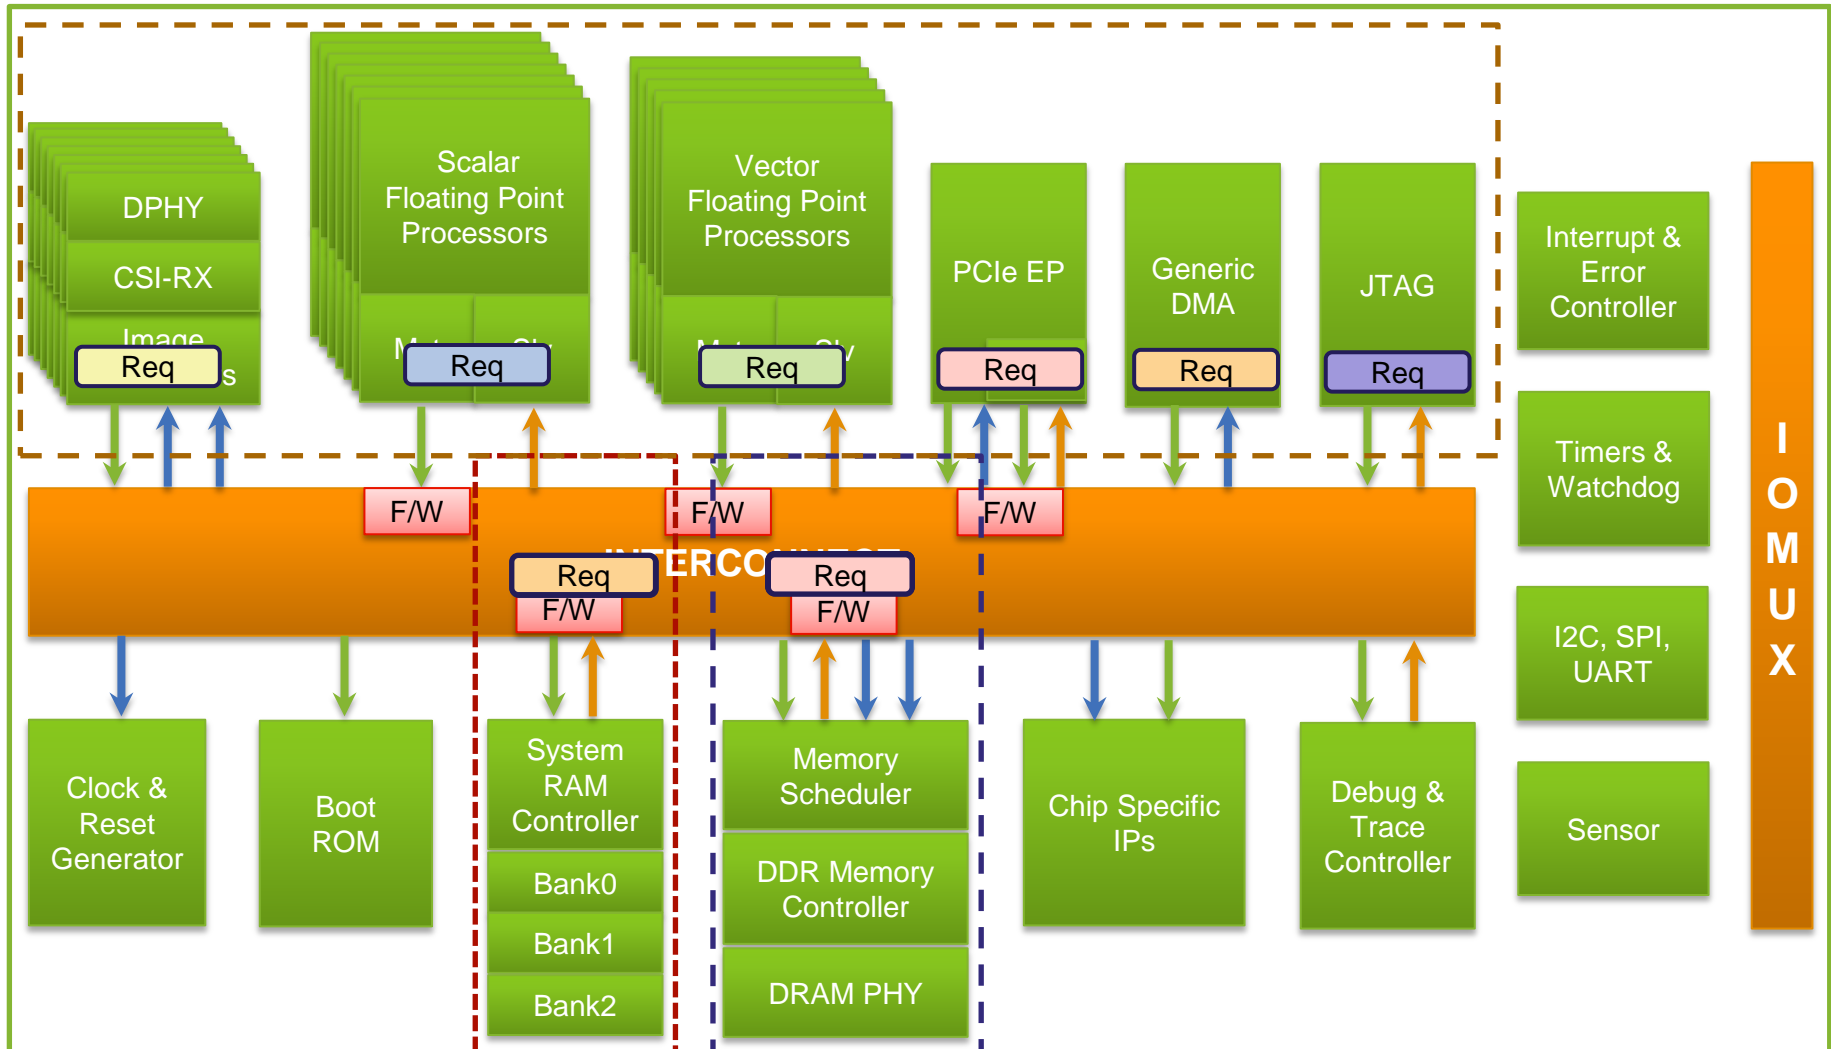 DPHY
CSI-RX
Image
Req
s
Scalar
Floating Point
Processors
Req
Vector
Floating Point
Processors
Req
PCIe EP
Req
Generic
DMA
Req
JTAG
Req
Interrupt &
Error
Controller
Timers &
Watchdog
I2C, SPI,
UART
Sensor
I
O
M
U
X
F/W
F/W
F/W
INTERCONNECT
Req
F/W
Req
F/W
Clock &
Reset
Generator
Boot
ROM
System
RAM
Controller
Bank0
Bank1
Bank2
Memory
Scheduler
DDR Memory
Controller
DRAM PHY
Chip Specific
IPs
Debug &
Trace
Controller